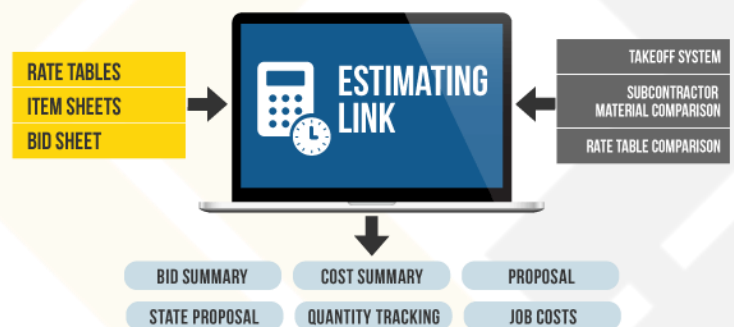 RATE TABLES
ITEM SHEETS
BID SHEET
ESTIMATING
LINK
TAKEOFF SYSTEM
SUBCONTRACTOR
MATERIAL COMPARISON
RATE TABLE COMPARISON
BID SUMMARY
COST SUMMARY
PROPOSAL
STATE PROPOSAL
QUANTITY TRACKING
JOB COSTS